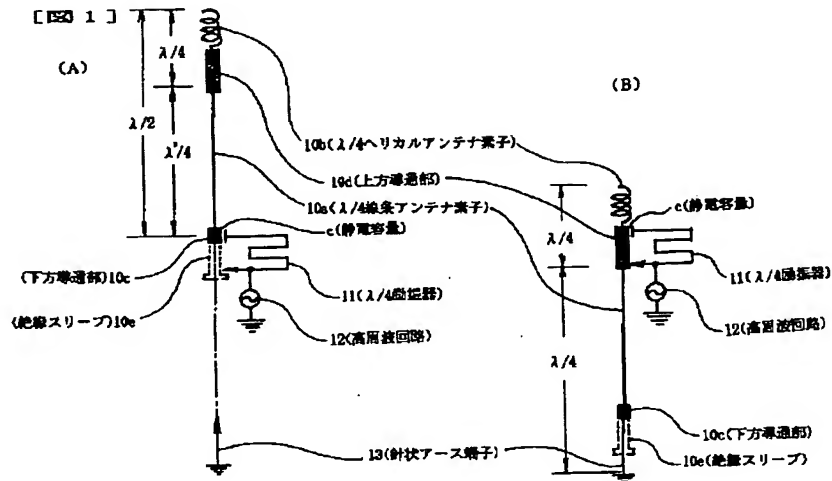 [図 1]
(A)
λ/4
λ/2
λ/4
(B)
10b(λ/4ヘリカルアンテナ素子)
10d(上方導通部)
10a(λ/4線条アンテナ素子)
c(静電容量)
(下方導通部)10c
(絶縁スリーブ)10e
11(λ/4励振器)
12(高周波回路)
13(針状アース端子)
λ/4
c(静電容量)
11(λ/4励振器)
12(高周波回路)
λ/4
10c(下方導通部)
10e(絶縁スリーブ)